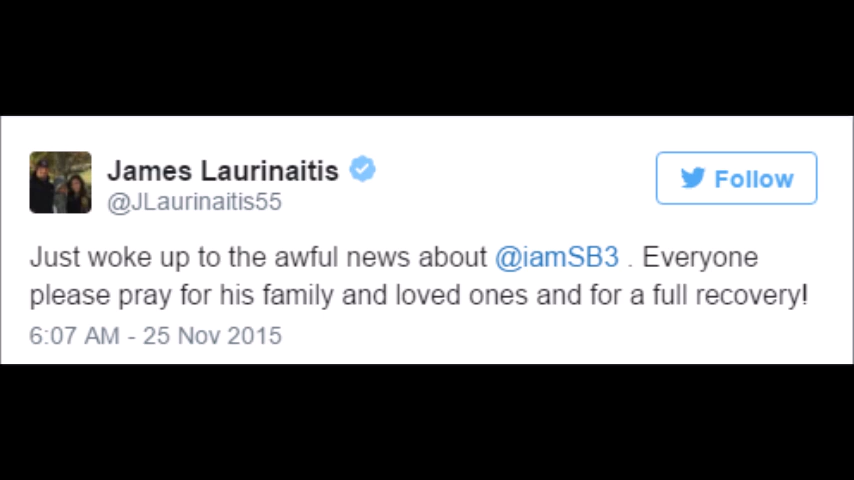 James Laurinaitis
Follow
@JLaurinaitis55
Just woke up to the awful news about @iamSB3 . Everyone
please pray for his family and loved ones and for a full recovery!
6:07 AM - 25 Nov 2015